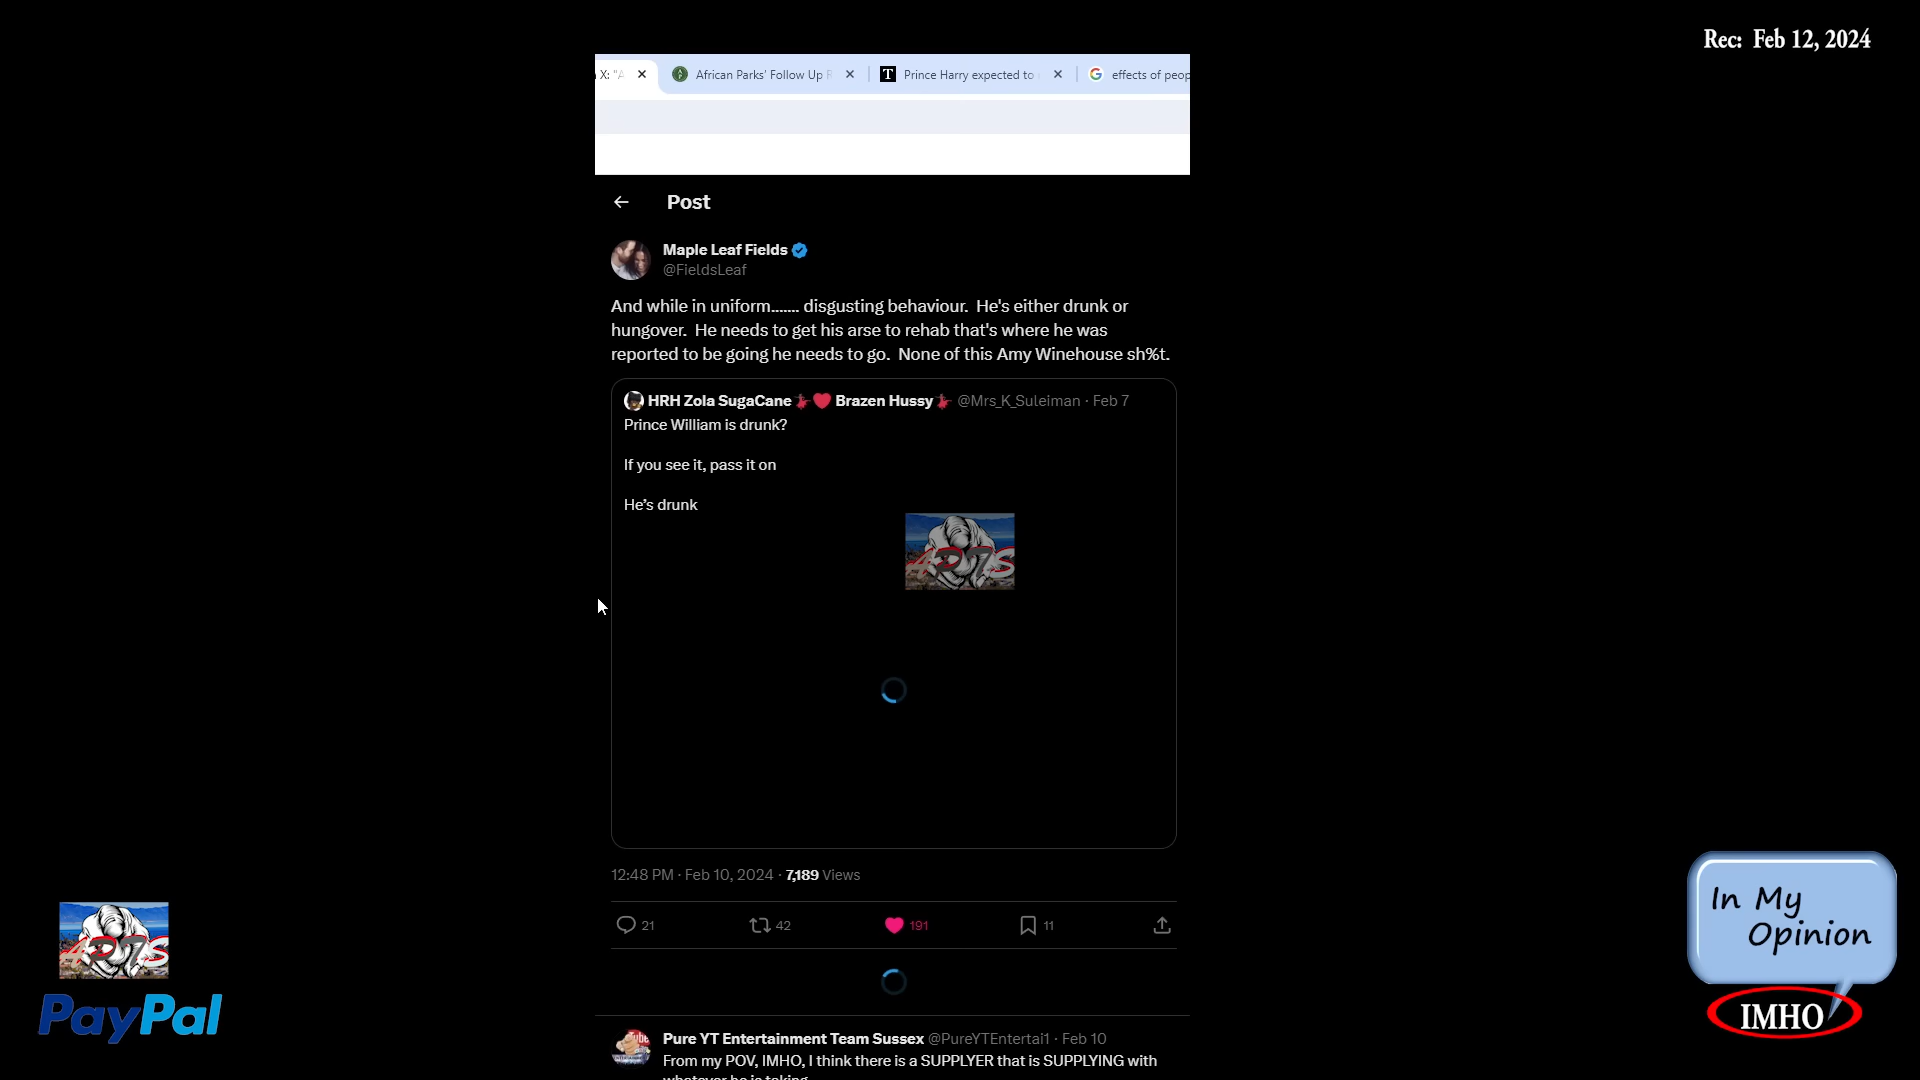 Rec: Feb 12, 2024
X: "A
African Parks' Follow Up R
T Prince Harry expected to
effects of peop
Post
Maple Leaf Fields
@FieldsLeaf
And while in uniform....... disgusting behaviour. He's either drunk or
hungover. He needs to get his arse to rehab that's where he was
reported to be going he needs to go. None of this Amy Winehouse sh%t.
HRH Zola SugaCane💃❤️ Brazen Hussy💃 @Mrs_K_Suleiman · Feb 7
Prince William is drunk?
If you see it, pass it on
He's drunk
12:48 PM · Feb 10, 2024 · 7,189 Views
21 42 191 11
Pure YT Entertainment Team Sussex @PureYTEntertai1 · Feb 10
From my POV, IMHO, I think there is a SUPPLYER that is SUPPLYING with
whatever he is taking
PayPal
In My
Opinion
IMHO